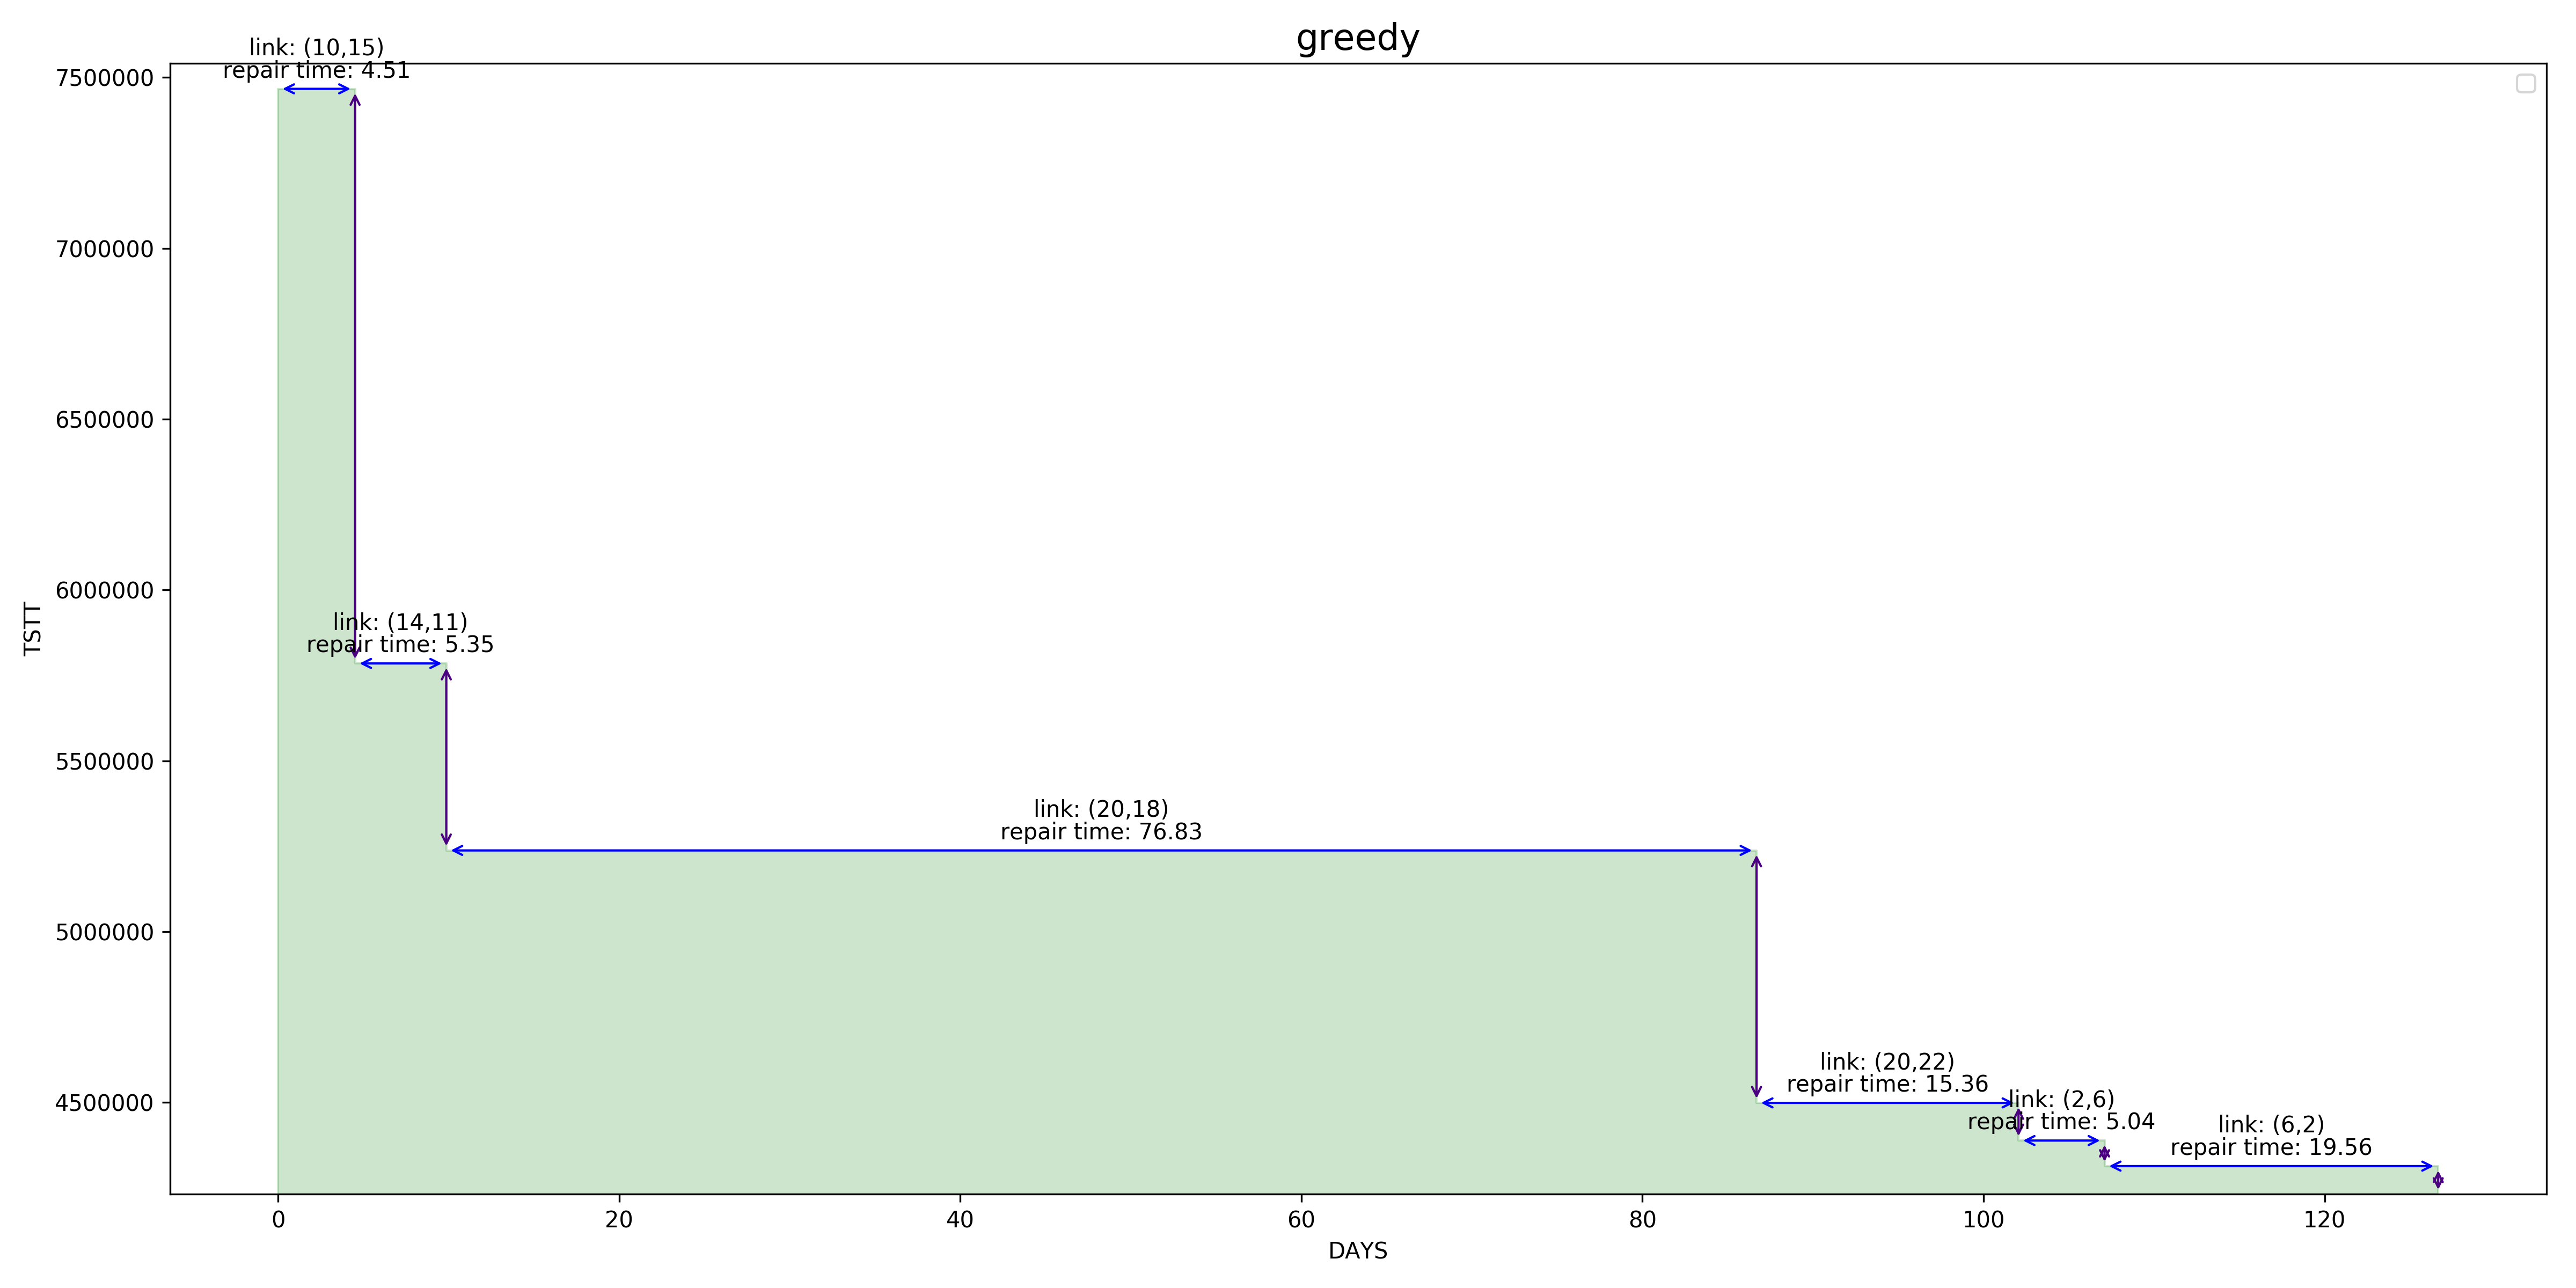 greedy
link: (10,15)
repair time: 4.51
link: (14,11)
repair time: 5.35
link: (20,18)
repair time: 76.83
link: (20,22)
repair time: 15.36
link: (2,6)
repair time: 5.04
link: (6,2)
repair time: 19.56
TSTT
7500000
7000000
6500000
6000000
5500000
5000000
4500000
0 20 40 60 80 100 120
DAYS